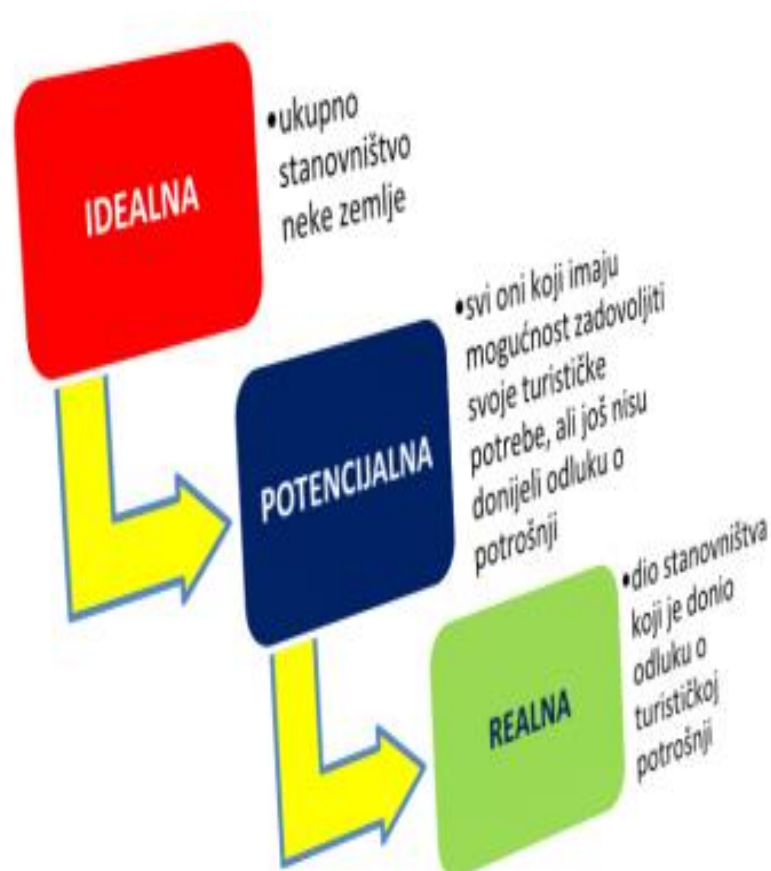 IDEALNA
•ukupno
stanovništvo
neke zemlje
POTENCIJALNA
•svi oni koji imaju
mogućnost zadovoljiti
svoje turističke
potrebe, ali još nisu
donijeli odluku o
potrošnji
REALNA
•dio stanovništva
koji je donio
odluku o
turističkoj
potrošnji